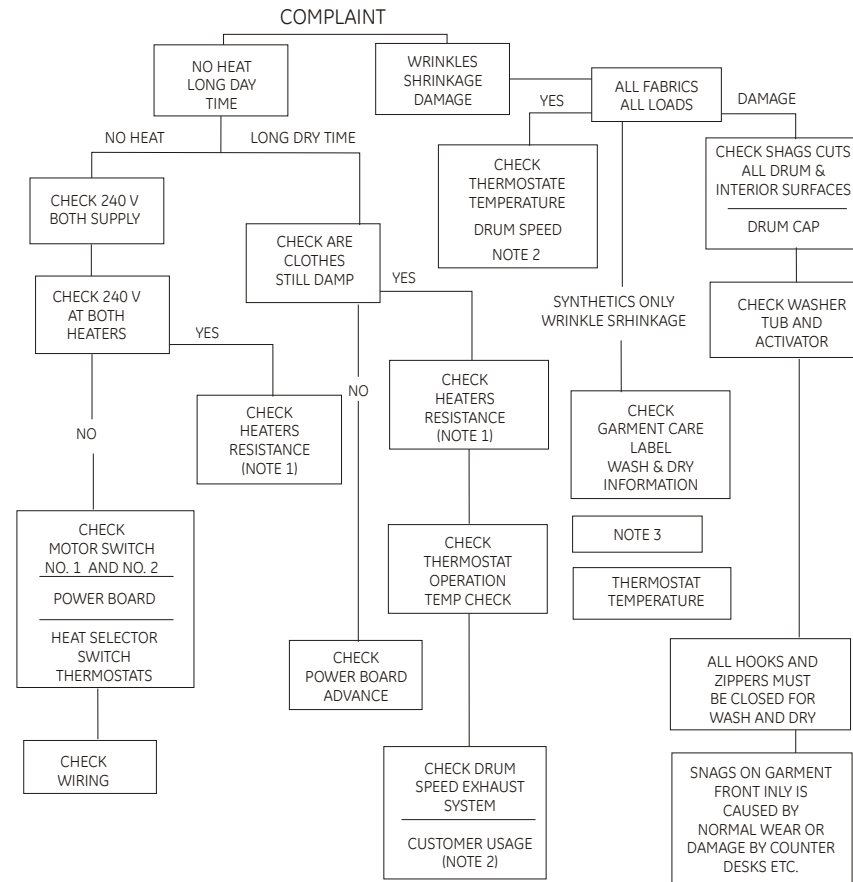 COMPLAINT
NO HEAT
LONG DAY
TIME
WRINKLES
SHRINKAGE
DAMAGE
ALL FABRICS
ALL LOADS
YES
DAMAGE
NO HEAT
LONG DRY TIME
CHECK 240 V
BOTH SUPPLY
CHECK 240 V
AT BOTH
HEATERS
YES
NO
CHECK
HEATERS
RESISTANCE
(NOTE 1)
CHECK
MOTOR SWITCH
NO. 1 AND NO. 2
POWER BOARD
HEAT SELECTOR
SWITCH
THERMOSTATS
CHECK
WIRING
CHECK ARE
CLOTHES
STILL DAMP
YES
NO
CHECK
POWER BOARD
ADVANCE
CHECK
HEATERS
RESISTANCE
(NOTE 1)
CHECK
THERMOSTAT
OPERATION
TEMP CHECK
CHECK DRUM
SPEED EXHAUST
SYSTEM
CUSTOMER USAGE
(NOTE 2)
CHECK
THERMOSTATE
TEMPERATURE
DRUM SPEED
NOTE 2
SYNTHETICS ONLY
WRINKLE SRHINKAGE
CHECK
GARMENT CARE
LABEL
WASH & DRY
INFORMATION
NOTE 3
THERMOSTAT
TEMPERATURE
CHECK SHAGS CUTS
ALL DRUM &
INTERIOR SURFACES
DRUM CAP
CHECK WASHER
TUB AND
ACTIVATOR
ALL HOOKS AND
ZIPPERS MUST
BE CLOSED FOR
WASH AND DRY
SNAGS ON GARMENT
FRONT INLY IS
CAUSED BY
NORMAL WEAR OR
DAMAGE BY COUNTER
DESKS ETC.